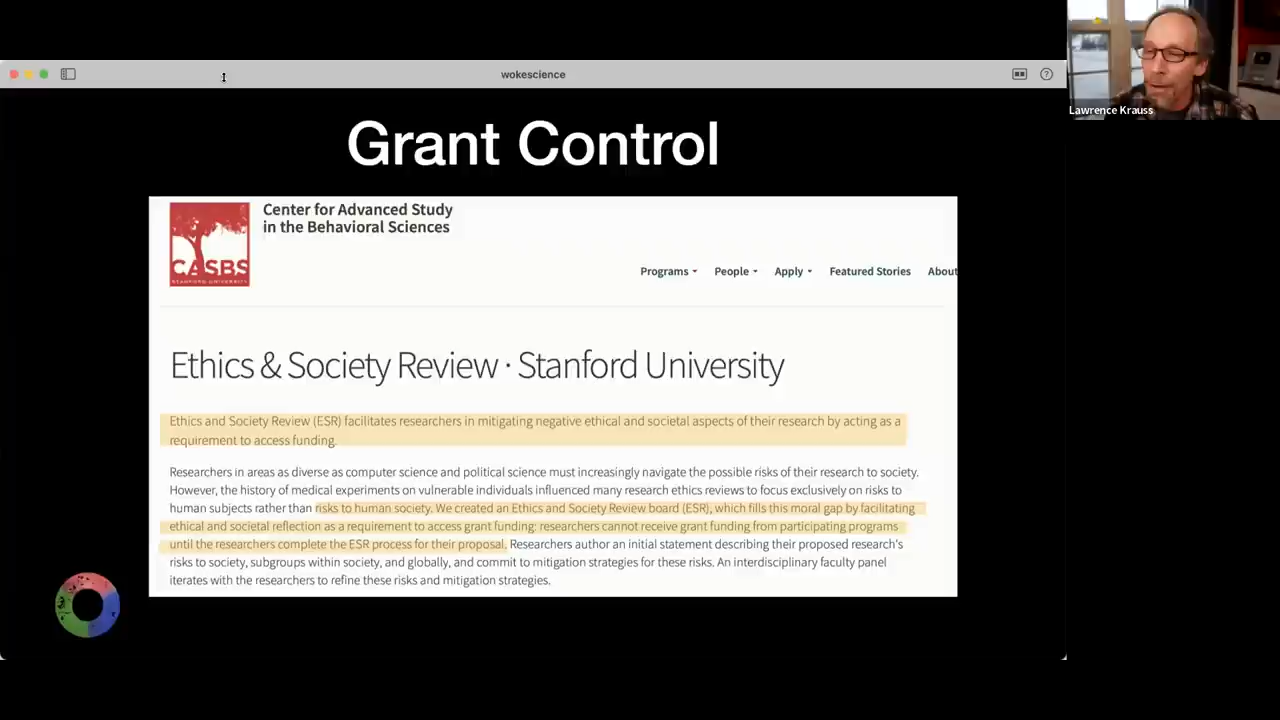 wokescience
Lawrence Krauss
Grant Control
Center for Advanced Study
in the Behavioral Sciences
CASBS
STANFORD UNIVERSITY
Programs People Apply Featured Stories About
Ethics & Society Review · Stanford University
Ethics and Society Review (ESR) facilitates researchers in mitigating negative ethical and societal aspects of their research by acting as a
requirement to access funding.
Researchers in areas as diverse as computer science and political science must increasingly navigate the possible risks of their research to society.
However, the history of medical experiments on vulnerable individuals influenced many research ethics reviews to focus exclusively on risks to
human subjects rather than risks to human society. We created an Ethics and Society Review board (ESR), which fills this moral gap by facilitating
ethical and societal reflection as a requirement to access grant funding: researchers cannot receive grant funding from participating programs
until the researchers complete the ESR process for their proposal. Researchers author an initial statement describing their proposed research's
risks to society, subgroups within society, and globally, and commit to mitigation strategies for these risks. An interdisciplinary faculty panel
iterates with the researchers to refine these risks and mitigation strategies.